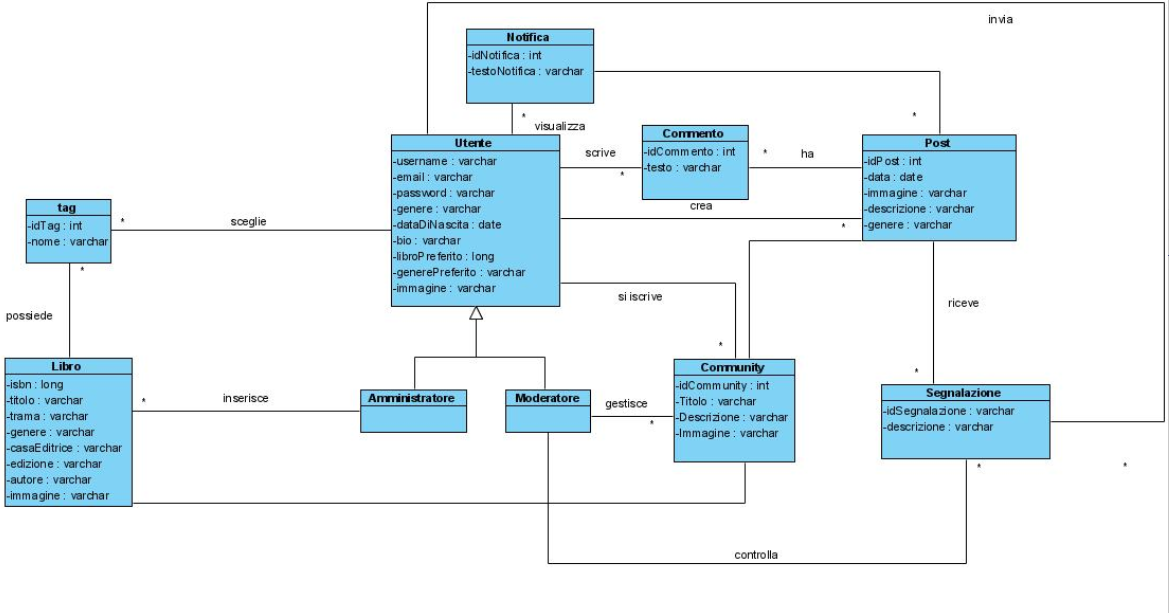 invia
Notifica
-idNotifica : int
-testoNotifica : varchar
*
*
visualizza
Utente
-username : varchar
-email : varchar
-password : varchar
-genere : varchar
-dataDiNascita : date
-bio : varchar
-libroPreferito : long
-generePreferito : varchar
-immagine : varchar
scrive
*
Commento
-idCommento : int
-testo : varchar
*
ha
Post
-idPost : int
-data : date
-immagine : varchar
-descrizione : varchar
-genere : varchar
crea
*
tag
-idTag : int
-nome : varchar
*
sceglie
*
possiede
si iscrive
*
riceve
*
Libro
-isbn : long
-titolo : varchar
-trama : varchar
-genere : varchar
-casaEditrice : varchar
-edizione : varchar
-autore : varchar
-immagine : varchar
*
inserisce
Amministratore
Moderatore
gestisce
*
Community
-idCommunity : int
-Titolo : varchar
-Descrizione : varchar
-Immagine : varchar
Segnalazione
-idSegnalazione : varchar
-descrizione : varchar
*
*
controlla